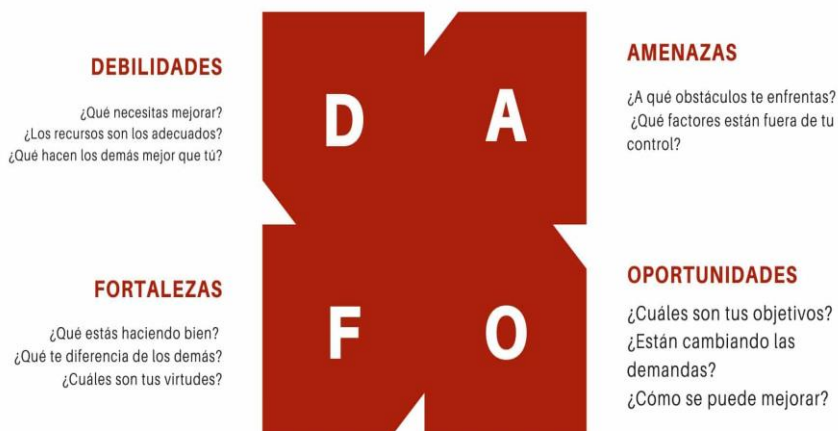 DEBILIDADES
¿Qué necesitas mejorar?
¿Los recursos son los adecuados?
¿Qué hacen los demás mejor que tú?
D
A
AMENAZAS
¿A qué obstáculos te enfrentas?
¿Qué factores están fuera de tu
control?
FORTALEZAS
¿Qué estás haciendo bien?
¿Qué te diferencia de los demás?
¿Cuáles son tus virtudes?
F
O
OPORTUNIDADES
¿Cuáles son tus objetivos?
¿Están cambiando las
demandas?
¿Cómo se puede mejorar?